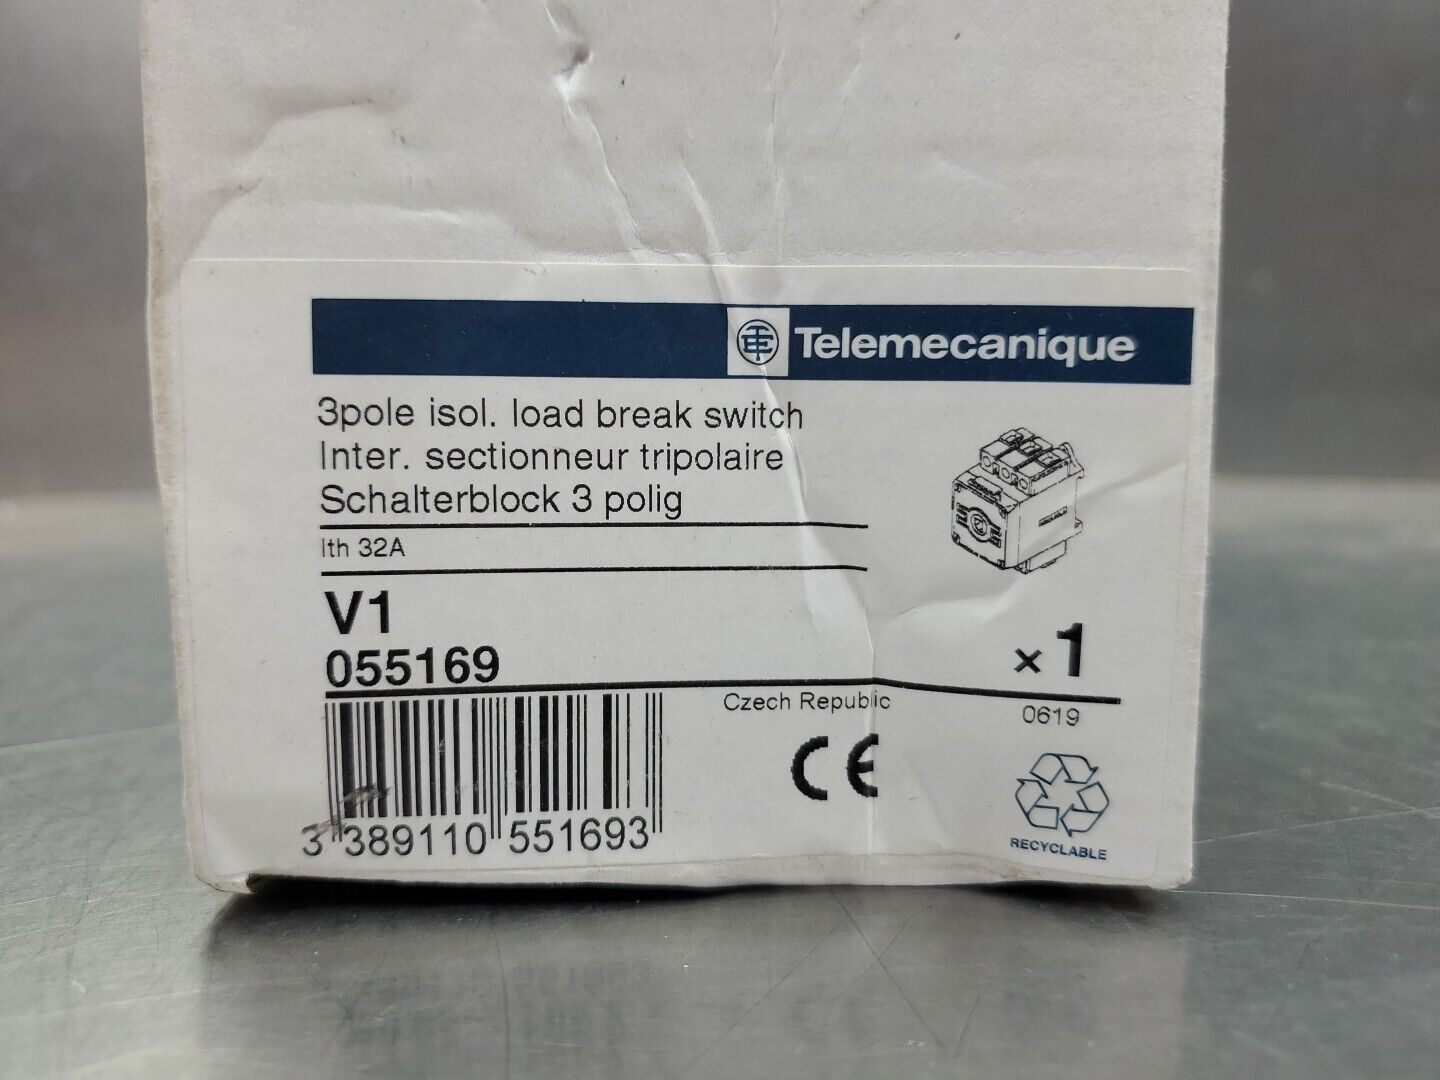 Telemecanique
3pole isol. load break switch
Inter. sectionneur tripolaire
Schalterblock 3 polig
Ith 32A
V1
055169
x 1
Czech Republic
0619
CE
3 389110 551693
RECYCLABLE